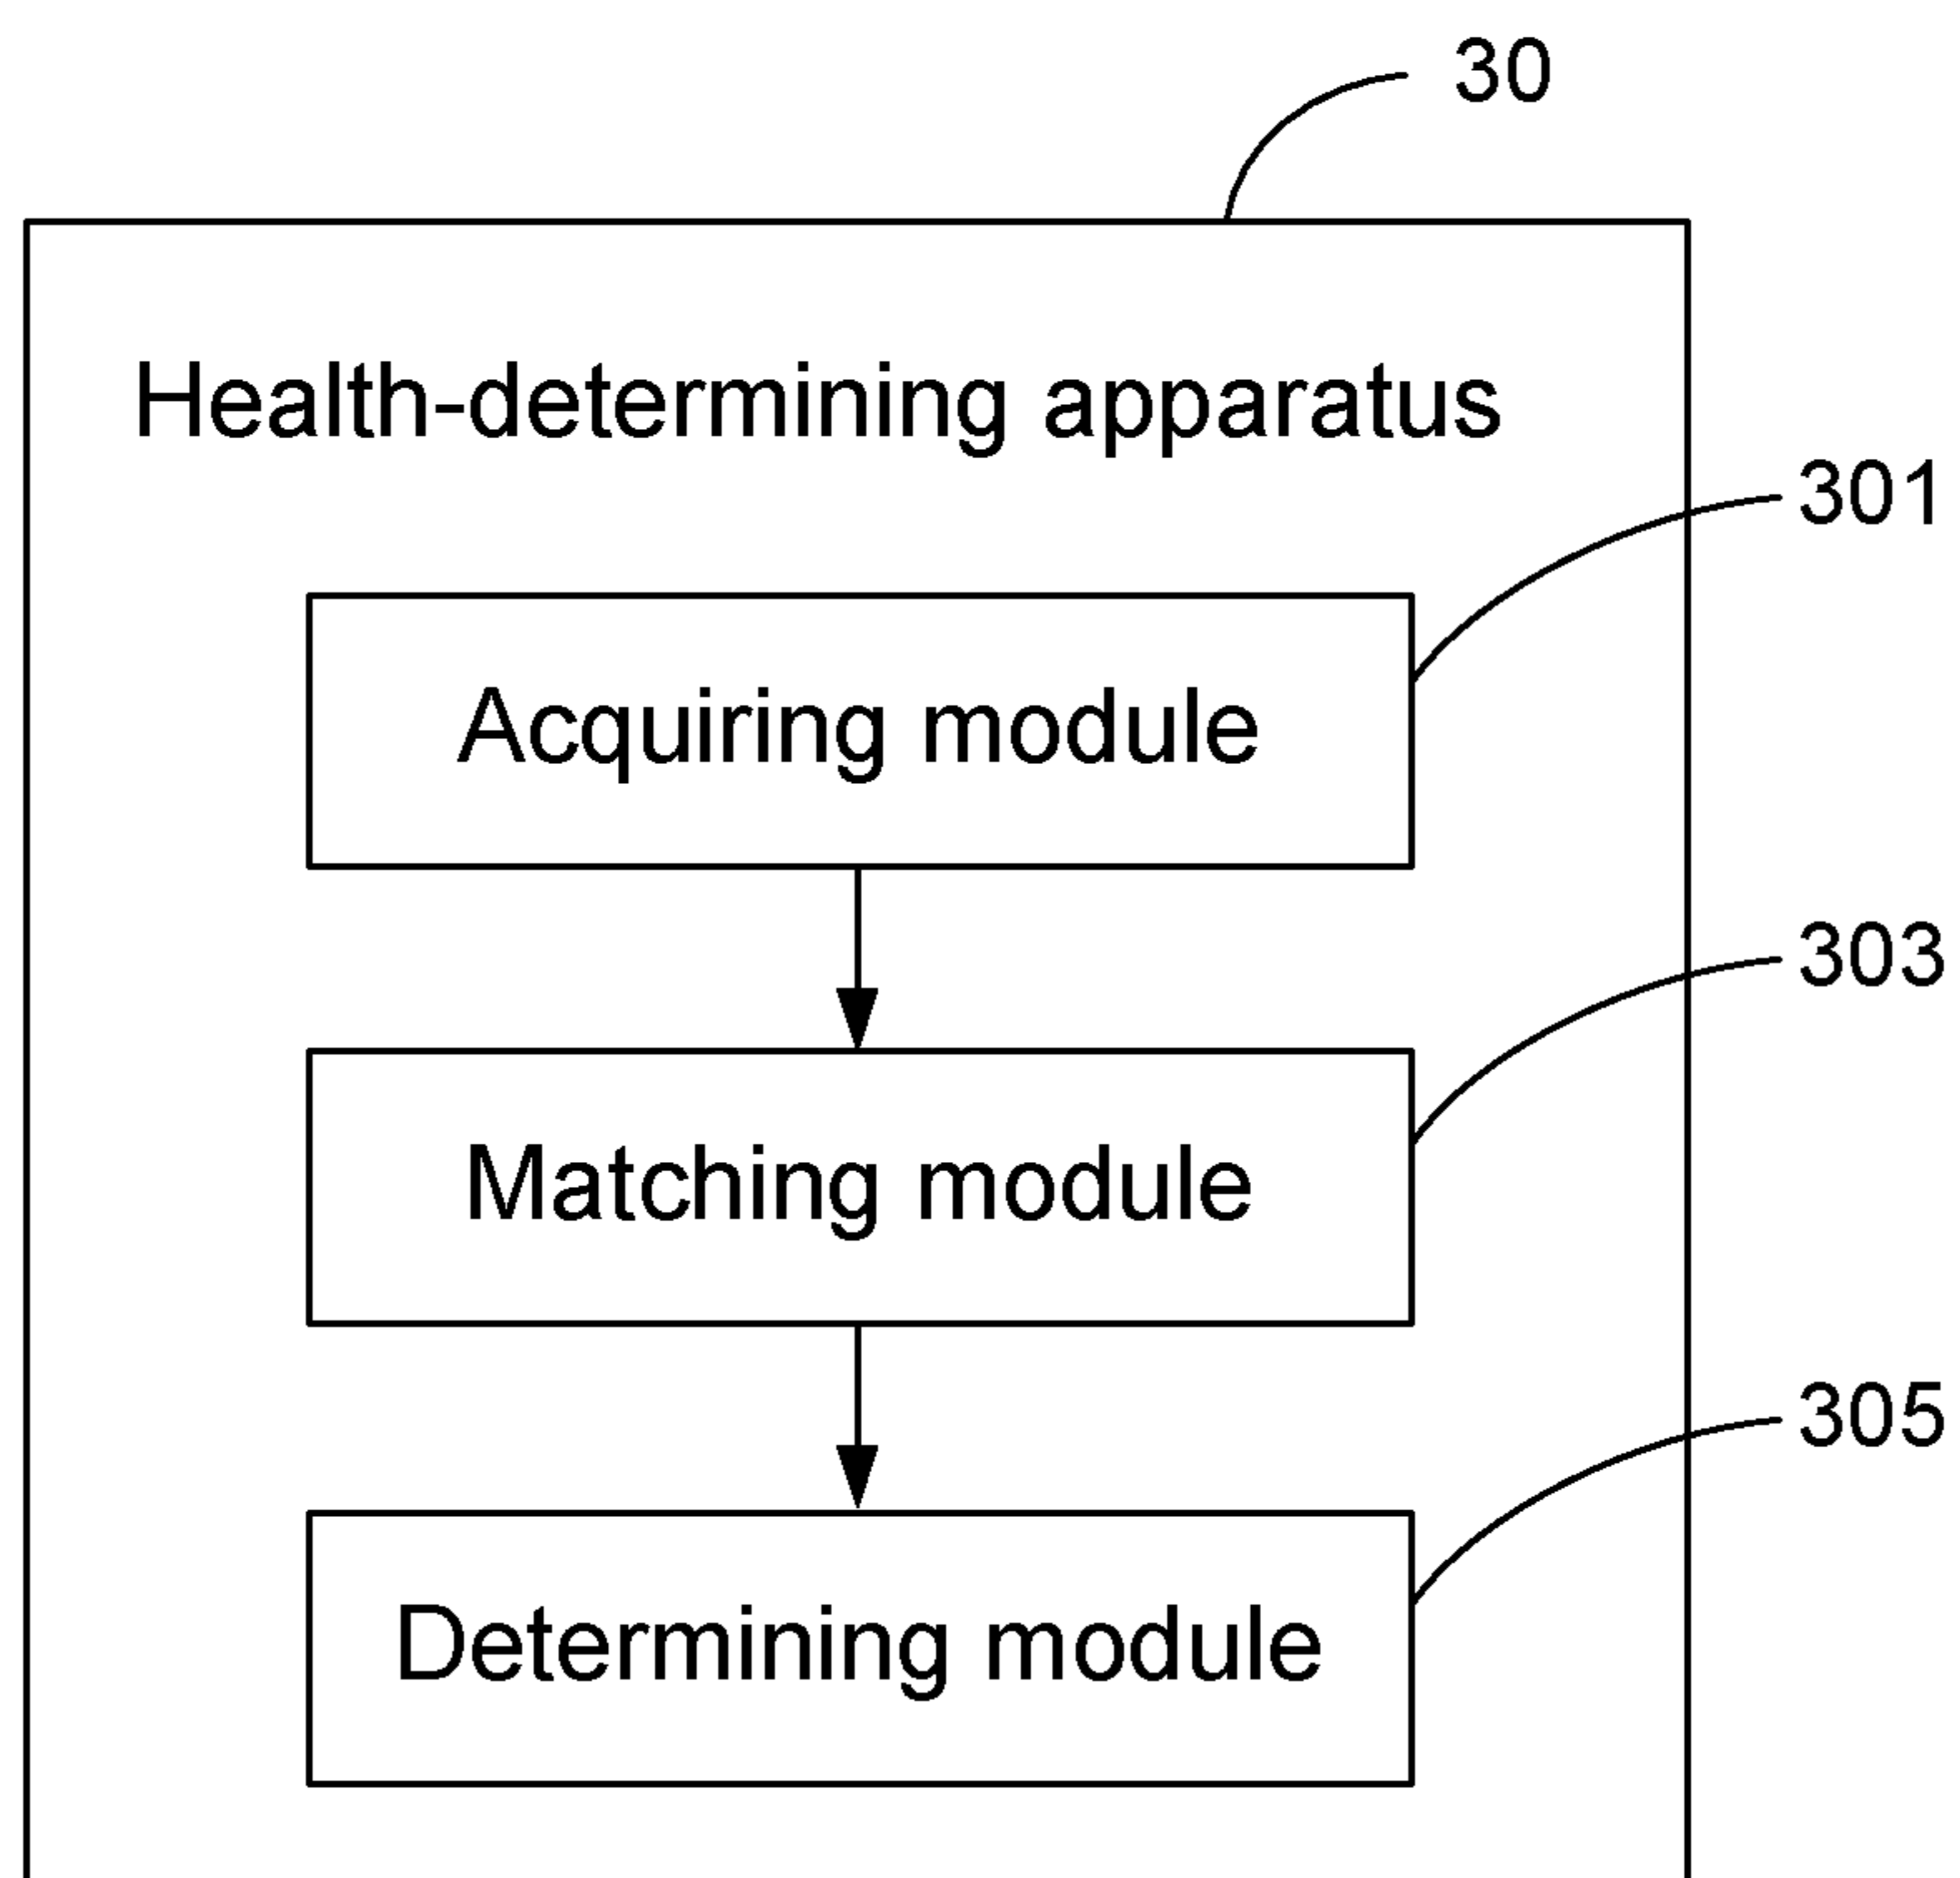 30
Health-determining apparatus
301
Acquiring module
303
Matching module
305
Determining module